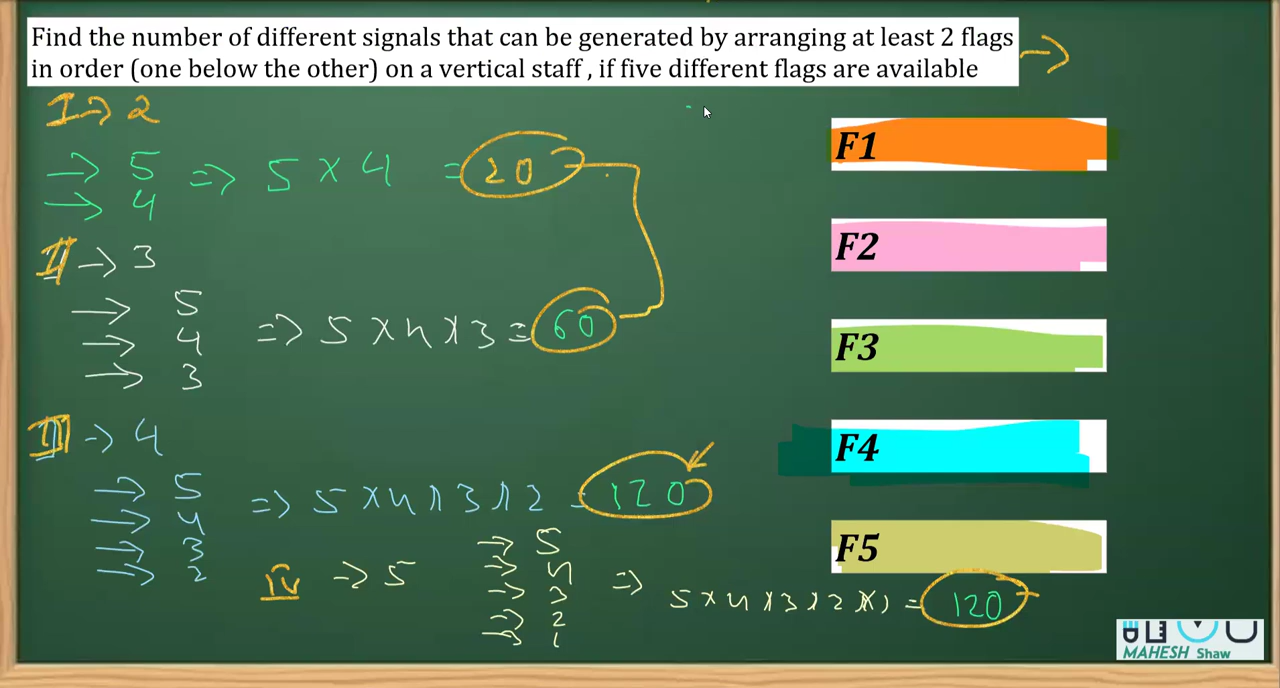 Find the number of different signals that can be generated by arranging at least 2 flags
in order (one below the other) on a vertical staff , if five different flags are available
I → 2
→ 5 ⇒ 5 × 4 = 20
→ 4
II → 3
→ 5
→ 4 ⇒ 5 × 4 × 3 = 60
→ 3
III → 4
→ 5 ⇒ 5 × 4 × 3 × 2 = 120
→ 4
→ 3
→ 2
IV → 5
→ 5
→ 4
→ 3 ⇒ 5 × 4 × 3 × 2 × 1 = 120
→ 2
→ 1
F1
F2
F3
F4
F5
MAHESH Shaw